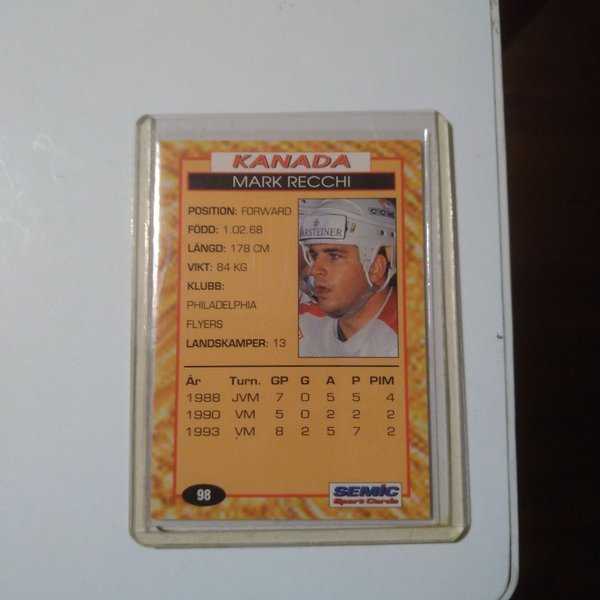 KANADA
MARK RECCHI
POSITION: FORWARD
FÖDD: 1.02.68
LÄNGD: 178 CM
VIKT: 84 KG
KLUBB:
PHILADELPHIA
FLYERS
LANDSKAMPER: 13
CCM
ARSTEINER
År Turn. GP G A P PIM
1988 JVM 7 0 5 5 4
1990 VM 5 0 2 2 2
1993 VM 8 2 5 7 2
98
SEMIC
Sport Cards